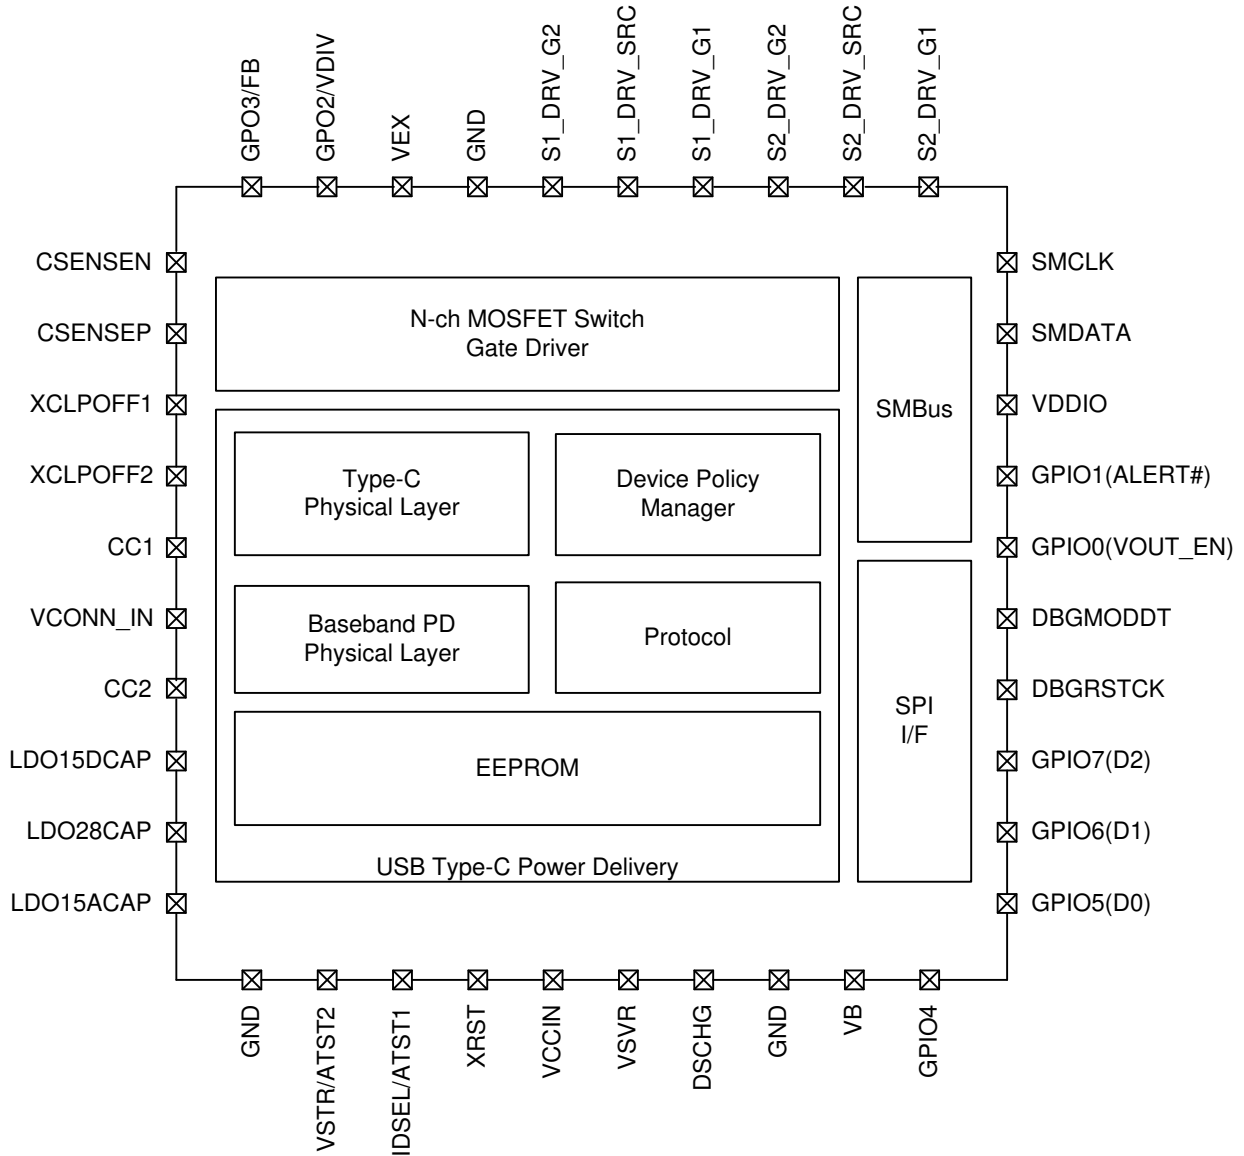 GPO3/FB
GPO2/VDIV
VEX
GND
S1_DRV_G2
S1_DRV_SRC
S1_DRV_G1
S2_DRV_G2
S2_DRV_SRC
S2_DRV_G1
CSENSEN
CSENSEP
XCLPOFF1
XCLPOFF2
CC1
VCONN_IN
CC2
LDO15DCAP
LDO28CAP
LDO15ACAP
N-ch MOSFET Switch
Gate Driver
Type-C
Physical Layer
Device Policy
Manager
Baseband PD
Physical Layer
Protocol
EEPROM
USB Type-C Power Delivery
SMBus
SPI
I/F
SMCLK
SMDATA
VDDIO
GPIO1(ALERT#)
GPIO0(VOUT_EN)
DBGMODDT
DBGRSTCK
GPIO7(D2)
GPIO6(D1)
GPIO5(D0)
GND
VSTR/ATST2
IDSEL/ATST1
XRST
VCCIN
VSVR
DSCHG
GND
VB
GPIO4